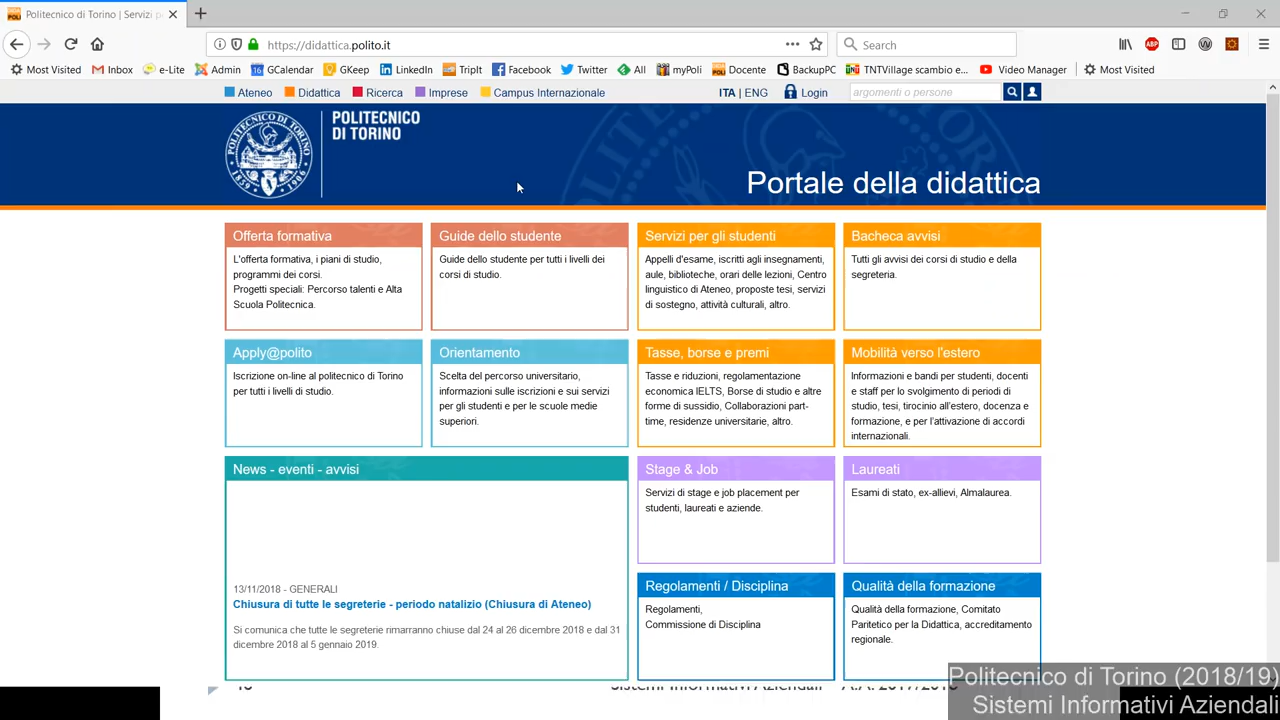 Politecnico di Torino | Servizi p
https://didattica.polito.it
Search
Most Visited
Inbox
e-Lite
Admin
GCalendar
GKeep
LinkedIn
TripIt
Facebook
Twitter
All
myPoli
Docente
BackupPC
TNTVillage scambio e...
Video Manager
Most Visited
Ateneo
Didattica
Ricerca
Imprese
Campus Internazionale
ITA | ENG
Login
argomenti o persone
POLITECNICO
DI TORINO
Portale della didattica
Offerta formativa
L'offerta formativa, i piani di studio,
programmi dei corsi.
Progetti speciali: Percorso talenti e Alta
Scuola Politecnica.
Guide dello studente
Guide dello studente per tutti i livelli dei
corsi di studio.
Servizi per gli studenti
Appelli d'esame, iscritti agli insegnamenti,
aule, biblioteche, orari delle lezioni, Centro
linguistico di Ateneo, proposte tesi, servizi
di sostegno, attività culturali, altro.
Bacheca avvisi
Tutti gli avvisi dei corsi di studio e della
segreteria.
Apply@polito
Iscrizione on-line al politecnico di Torino
per tutti i livelli di studio.
Orientamento
Scelta del percorso universitario,
informazioni sulle iscrizioni e sui servizi
per gli studenti e per le scuole medie
superiori.
Tasse, borse e premi
Tasse e riduzioni, regolamentazione
economica IELTS, Borse di studio e altre
forme di sussidio, Collaborazioni part-
time, residenze universitarie, altro.
Mobilità verso l'estero
Informazioni e bandi per studenti, docenti
e staff per lo svolgimento di periodi di
studio, tesi, tirocinio all'estero, docenza e
formazione, e per l'attivazione di accordi
internazionali.
News - eventi - avvisi
13/11/2018 - GENERALI
Chiusura di tutte le segreterie - periodo natalizio (Chiusura di Ateneo)
Si comunica che tutte le segreterie rimarranno chiuse dal 24 al 26 dicembre 2018 e dal 31
dicembre 2018 al 5 gennaio 2019.
Stage & Job
Servizi di stage e job placement per
studenti, laureati e aziende.
Laureati
Esami di stato, ex-allievi, Almalaurea.
Regolamenti / Disciplina
Regolamenti,
Commissione di Disciplina
Qualità della formazione
Qualità della formazione, Comitato
Paritetico per la Didattica, accreditamento
regionale.
Politecnico di Torino (2018/19)
Sistemi Informativi Aziendali